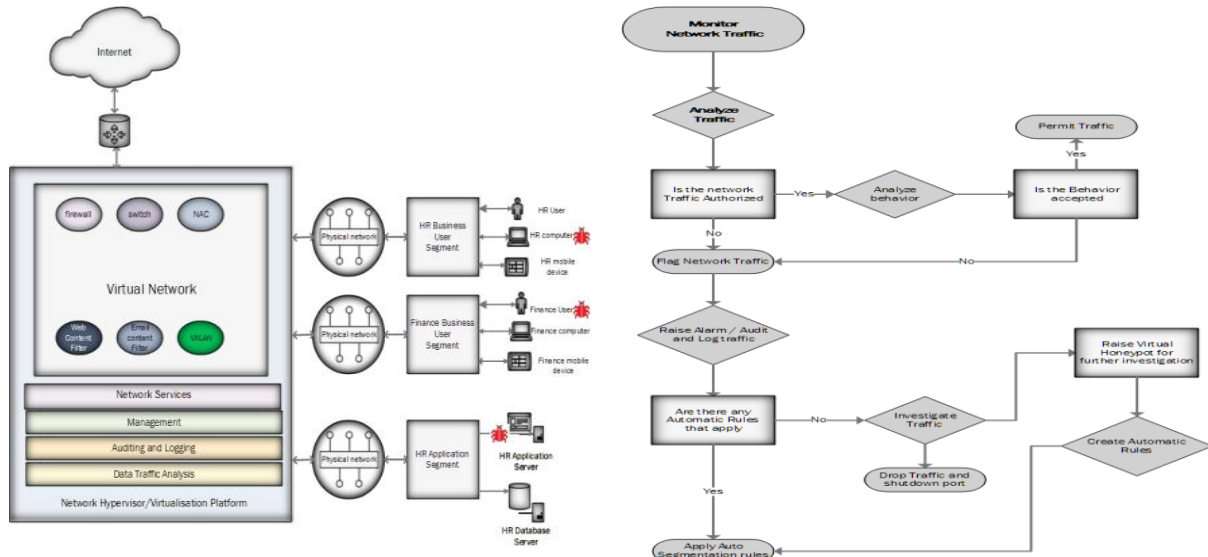 Internet
firewall
switch
NAC
Virtual Network
Web
Content
Filter
Email
content
Filter
VXLAN
Network Services
Management
Auditing and Logging
Data Traffic Analysis
Network Hypervisor/Virtualisation Platform
Physical network
HR Business
User
Segment
HR User
HR computer
HR mobile
device
Physical network
Finance Business
User
Segment
Finance User
Finance computer
Finance mobile
device
Physical network
HR Application
Segment
HR Application
Server
HR Database
Server
Monitor
Network Traffic
Analyze
Traffic
Is the network
Traffic Authorized
Yes
Analyze
behavior
Is the Behavior
accepted
Yes
Permit Traffic
No
No
Flag Network Traffic
Raise Alarm / Audit
and Log traffic
Are there any
Automatic Rules
that apply
No
Investigate
Traffic
Raise Virtual
Honeypot for
further investigation
Create Automatic
Rules
Drop Traffic and
shutdown port
Yes
Apply Auto
Segmentation rules